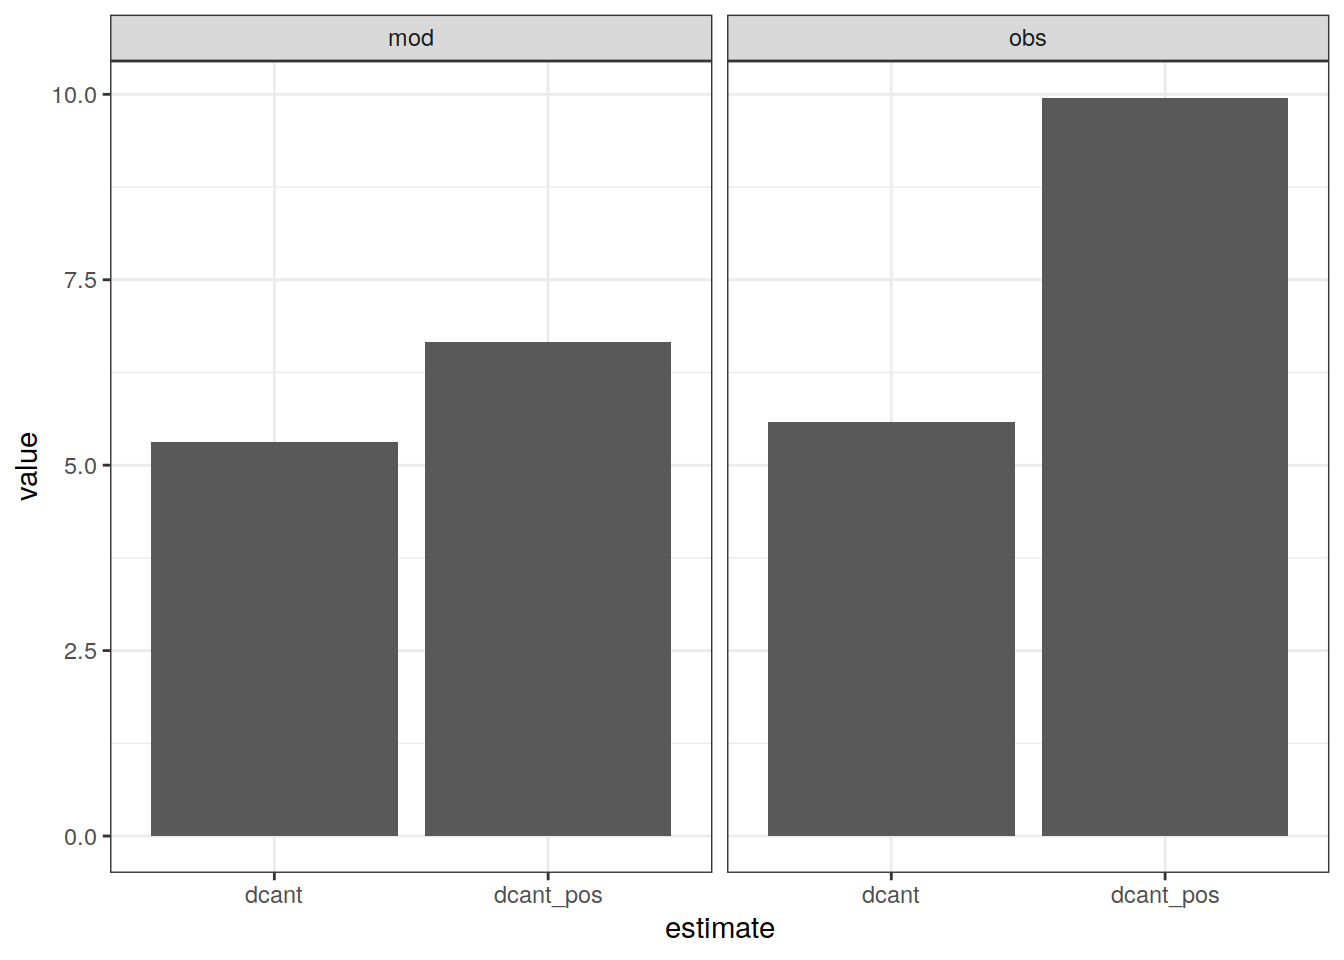 mod
obs
10.0
7.5
5.0
2.5
0.0
value
dcant
dcant_pos
dcant
dcant_pos
estimate